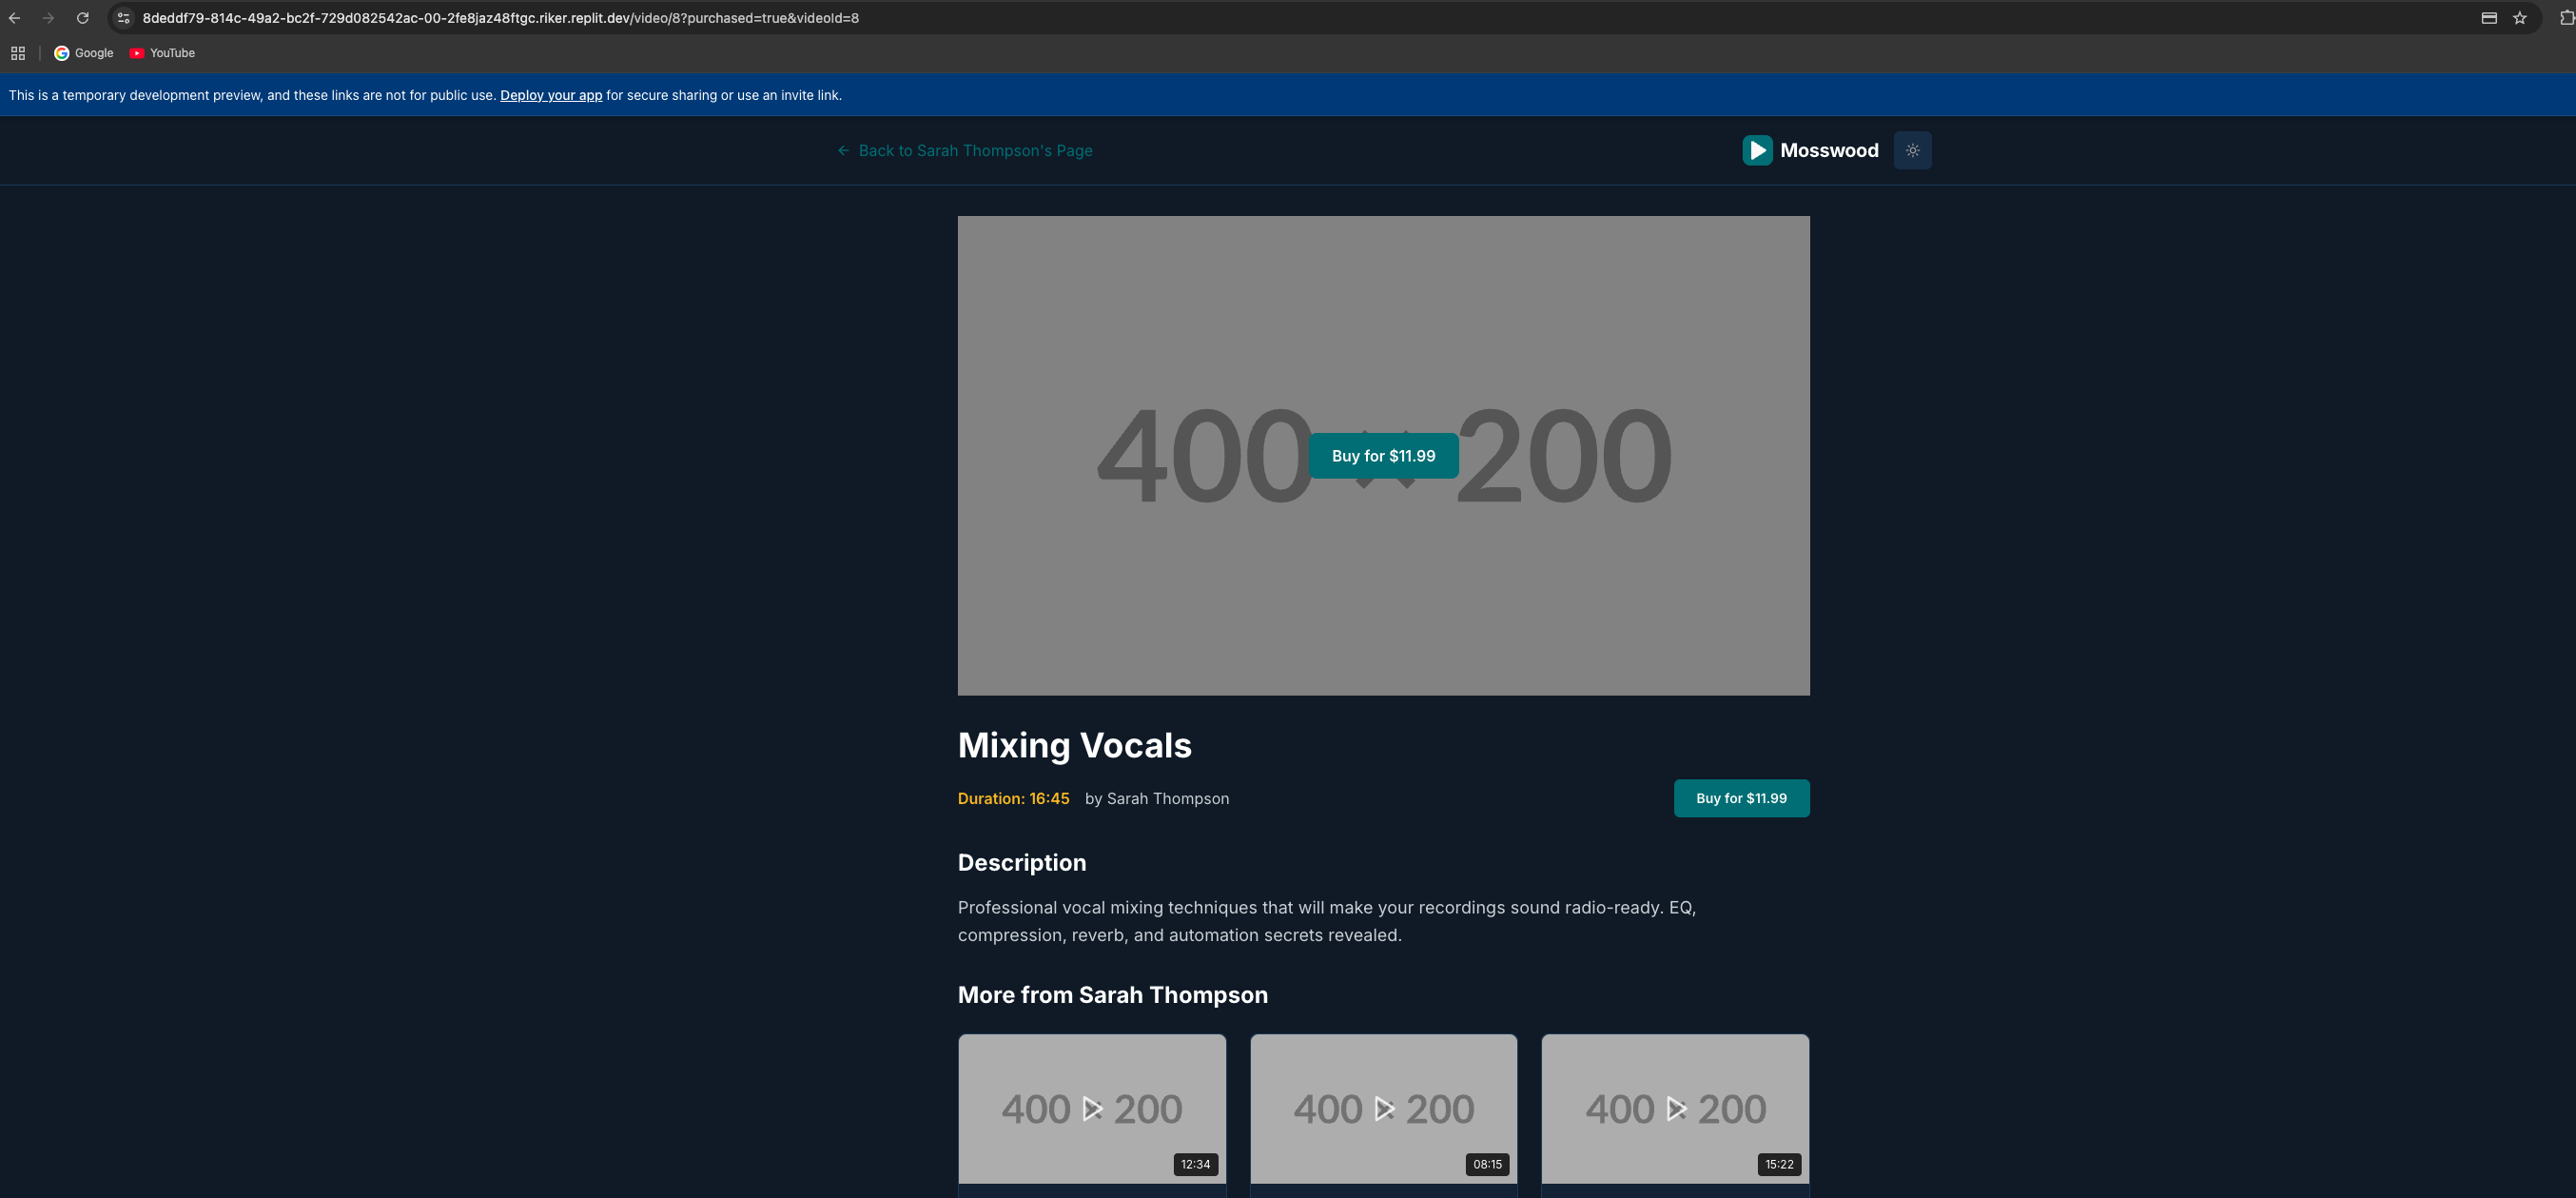 8deddf79-814c-49a2-bc2f-729d082542ac-00-2fe8jaz48ftgc.riker.replit.dev/video/8?purchased=true&videoId=8
Google YouTube
This is a temporary development preview, and these links are not for public use. Deploy your app for secure sharing or use an invite link.
Back to Sarah Thompson's Page
Mosswood
400 × 200
Buy for $11.99
Mixing Vocals
Duration: 16:45 by Sarah Thompson
Buy for $11.99
Description
Professional vocal mixing techniques that will make your recordings sound radio-ready. EQ,
compression, reverb, and automation secrets revealed.
More from Sarah Thompson
400 × 200
12:34
400 × 200
08:15
400 × 200
15:22